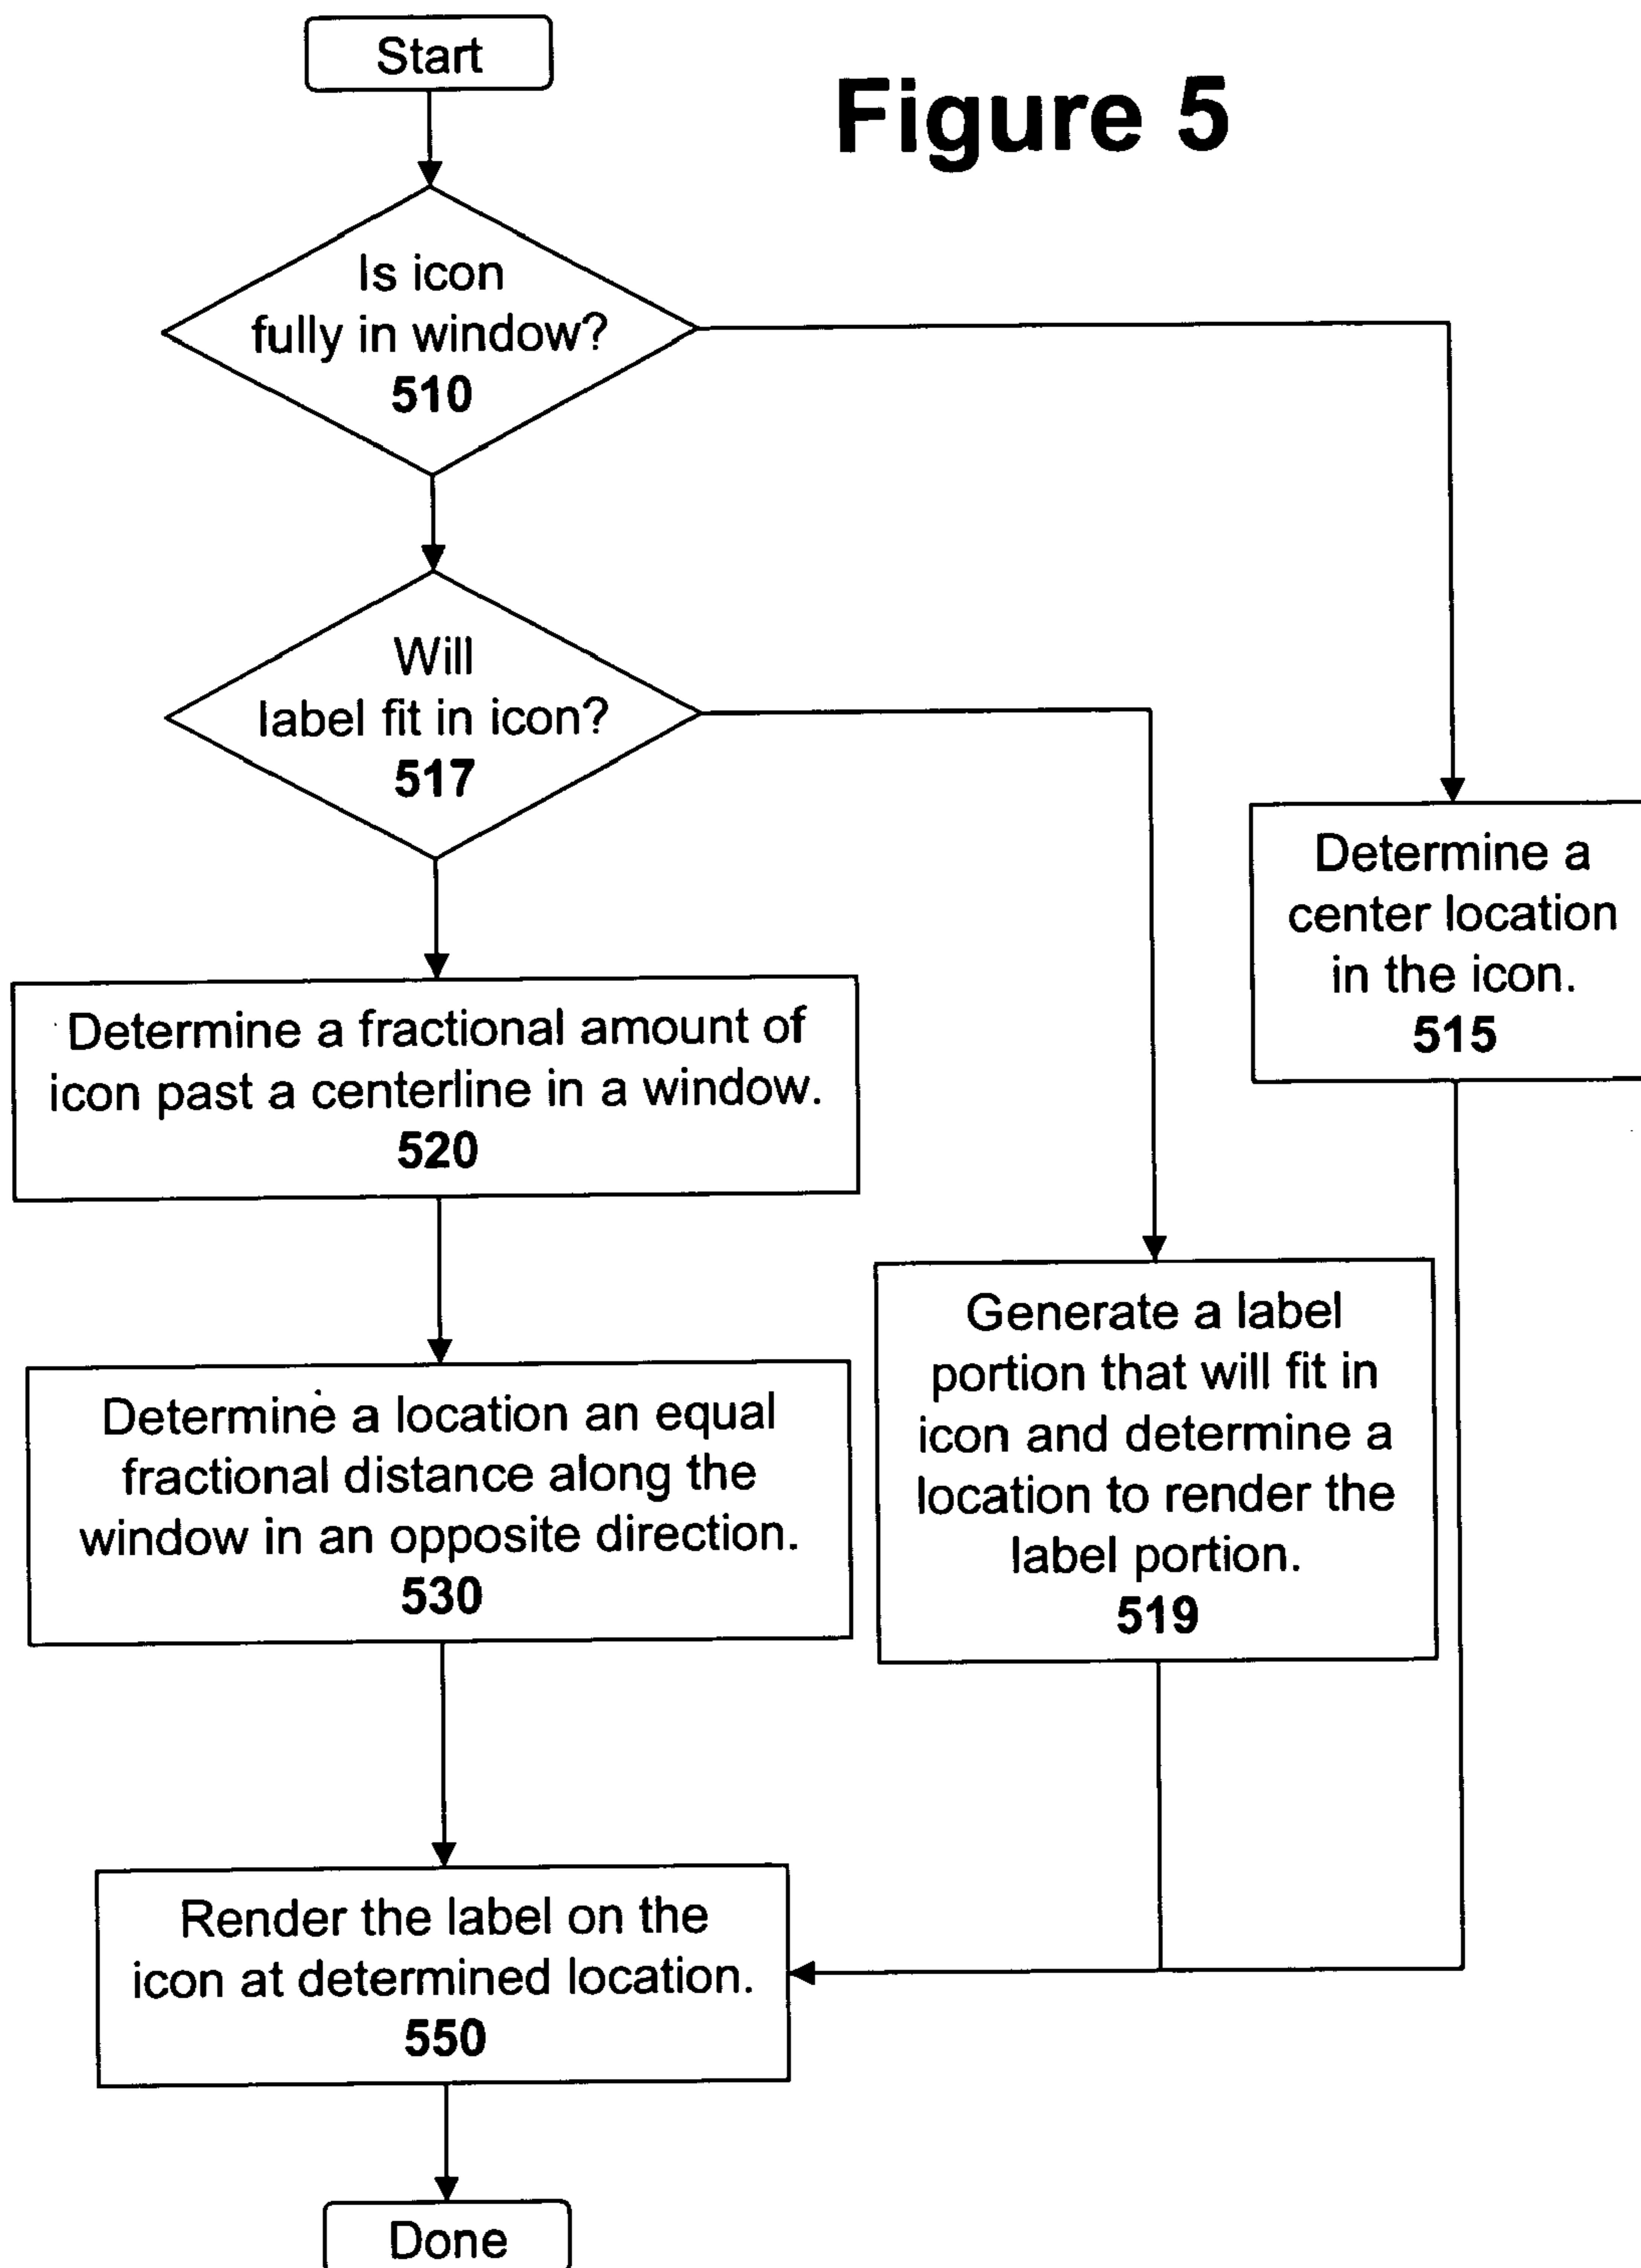 Start
Figure 5
Is icon
fully in window?
510
Will
label fit in icon?
517
Determine a
center location
in the icon.
515
Determine a fractional amount of
icon past a centerline in a window.
520
Generate a label
portion that will fit in
icon and determine a
location to render the
label portion.
519
Determine a location an equal
fractional distance along the
window in an opposite direction.
530
Render the label on the
icon at determined location.
550
Done